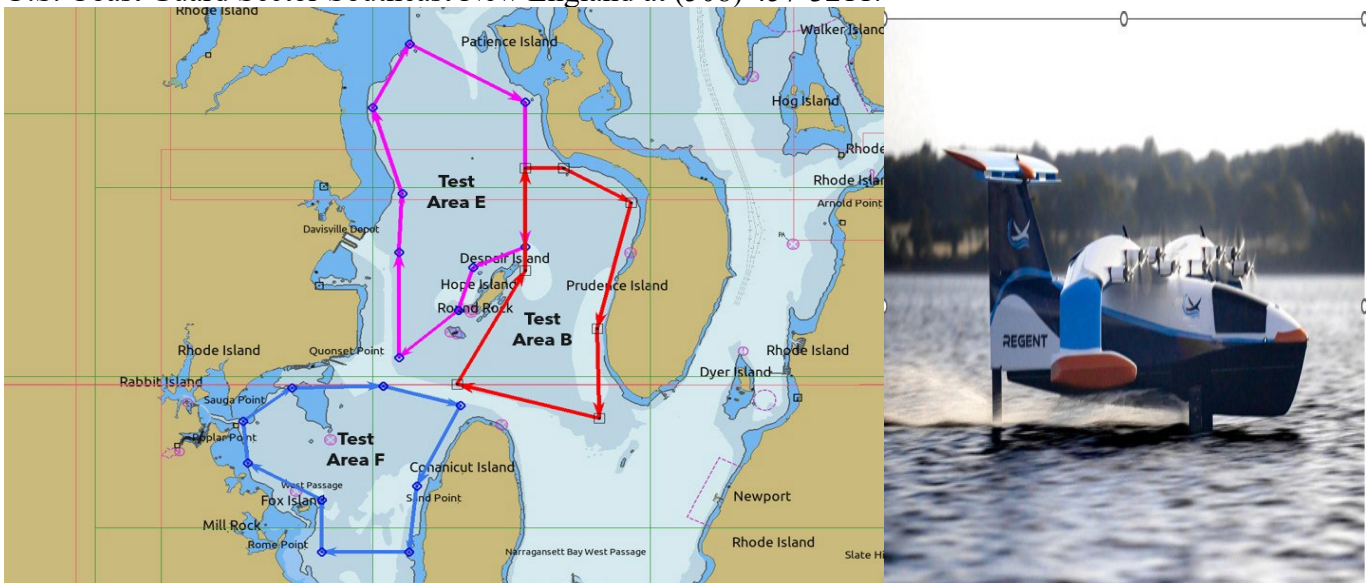 U.S. Coast Guard Sector Southeast New England at (508) 457-3211.
Rhode Island
Patience Island
Walker Island
Hog Island
Rhode
Test
Area E
Rhode Islan
Arnold Point
Davisville Depot
PA
Despair Island
Hope Island
Prudence Island
Round Rock
Test
Area B
Quonset Point
Rhode Island
Rhode Island
Rabbit Island
Dyer Island
Sauga Point
Poplar Point
Test
Area F
Conanicut Island
West Passage
Sand Point
Fox Island
Newport
Mill Rock
Rome Point
Narragansett Bay West Passage
Rhode Island
Slate Hi
REGENT